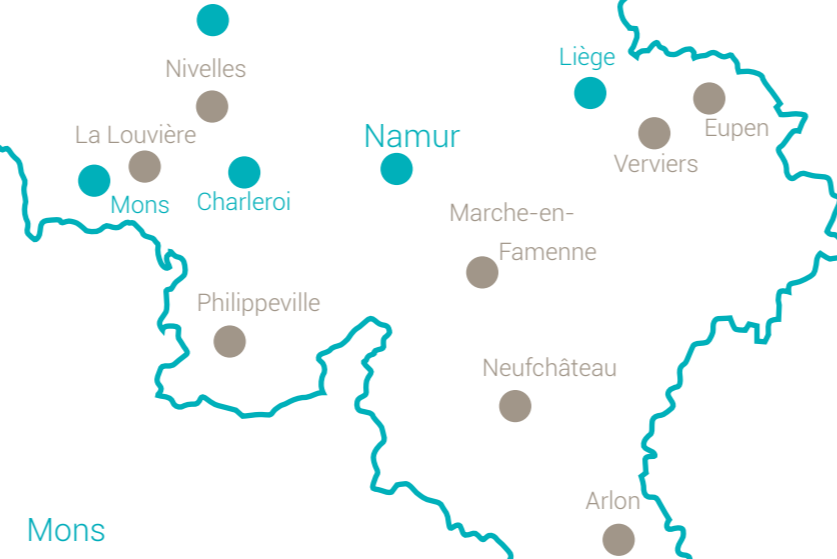 Liège
Nivelles
Eupen
La Louvière
Namur
Verviers
Mons
Charleroi
Marche-en-
Famenne
Philippeville
Neufchâteau
Arlon
Mons